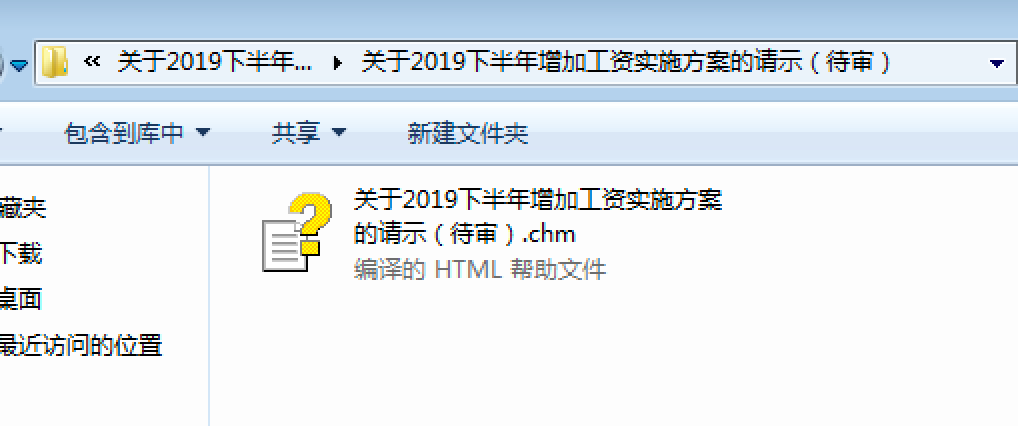 « 关于2019下半年... 关于2019下半年增加工资实施方案的请示（待审）
包含到库中 共享 新建文件夹
藏夹
下载
桌面
最近访问的位置
关于2019下半年增加工资实施方案
的请示（待审）.chm
编译的 HTML 帮助文件